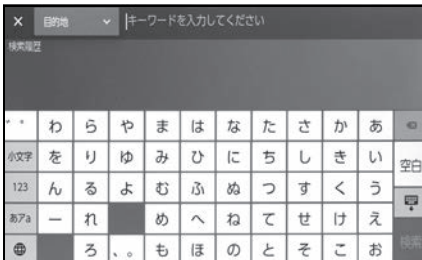 × 目的地 キーワードを入力してください
検索履歴
゛゜ わ ら や ま は な た さ か あ
小文字 を り ゆ み ひ に ち し き い 空白
123 ん る よ む ふ ぬ つ す く う
あア a ー れ め へ ね て せ け え
ろ 、。 も ほ の と そ こ お 検索